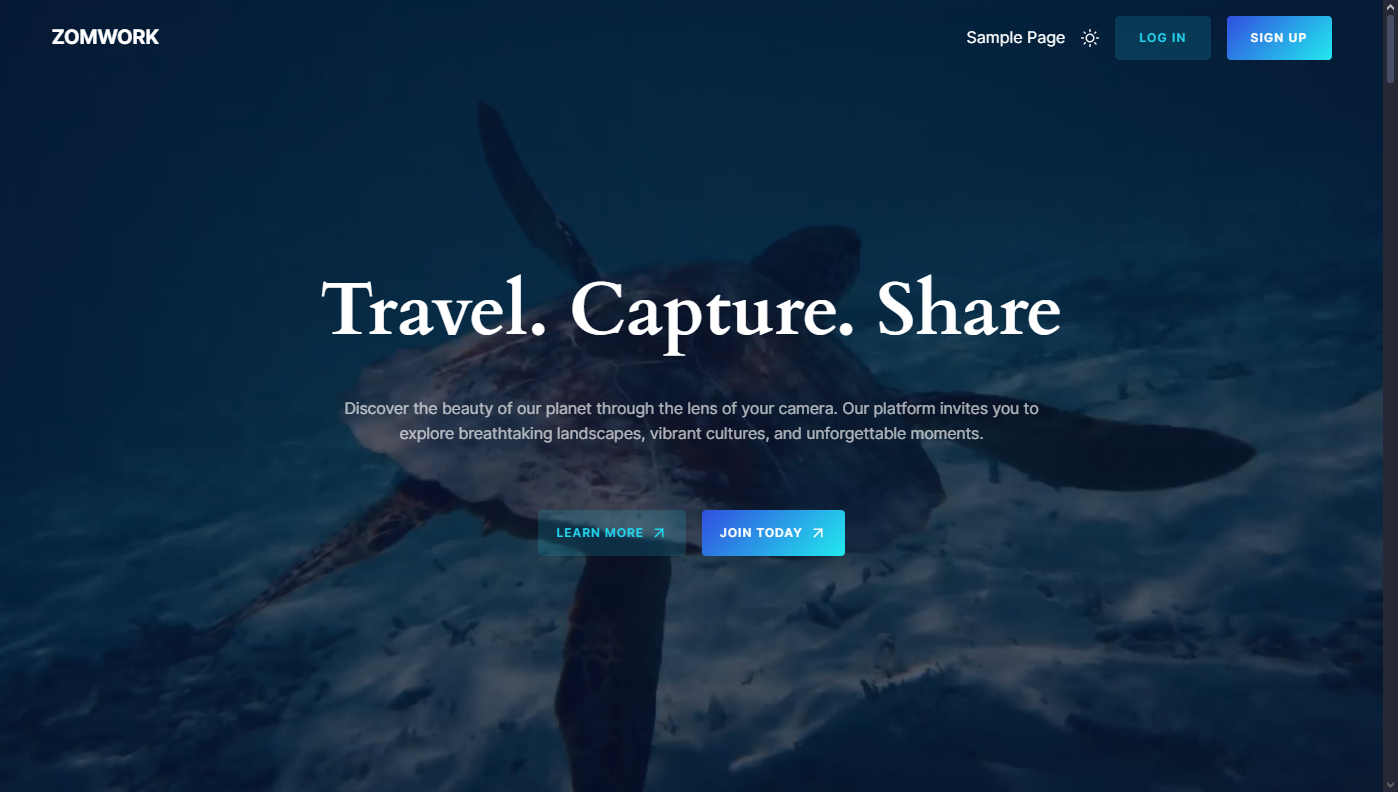 ZOMWORK
Sample Page
LOG IN
SIGN UP
Travel. Capture. Share
Discover the beauty of our planet through the lens of your camera. Our platform invites you to
explore breathtaking landscapes, vibrant cultures, and unforgettable moments.
LEARN MORE
JOIN TODAY